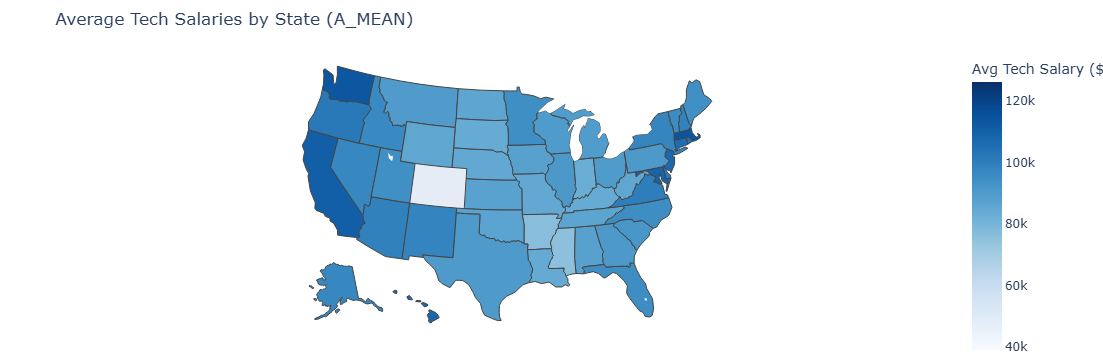 Average Tech Salaries by State (A_MEAN)
Avg Tech Salary ($
120k
100k
80k
60k
40k